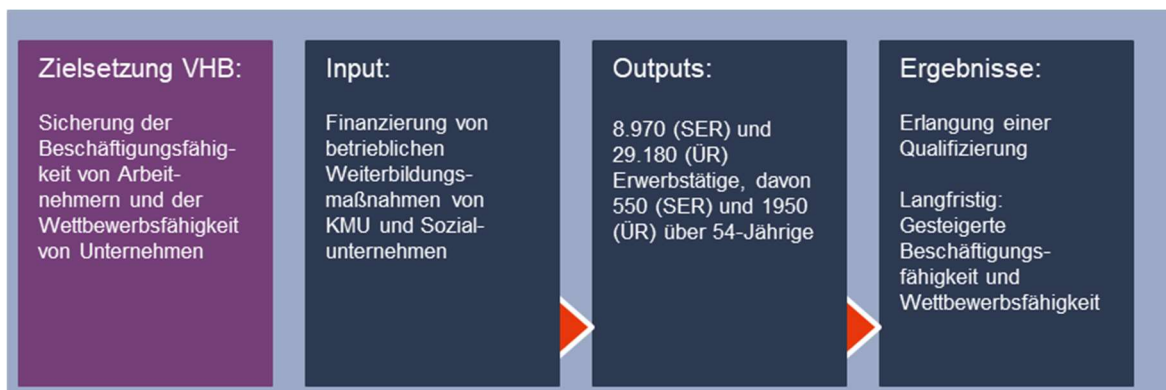 Zielsetzung VHB:
Sicherung der
Beschäftigungsfähig-
keit von Arbeit-
nehmern und der
Wettbewerbsfähigkeit
von Unternehmen
Input:
Finanzierung von
betrieblichen
Weiterbildungs-
maßnahmen von
KMU und Sozial-
unternehmen
Outputs:
8.970 (SER) und
29.180 (ÜR)
Erwerbstätige, davon
550 (SER) und 1950
(ÜR) über 54-Jährige
Ergebnisse:
Erlangung einer
Qualifizierung
Langfristig:
Gesteigerte
Beschäftigungs-
fähigkeit und
Wettbewerbsfähigkeit